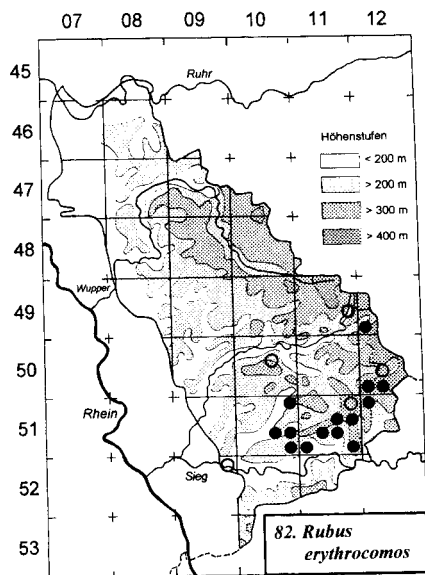 07 08 09 10 11 12
45
46
47
48
49
50
51
52
53
Ruhr
Höhenstufen
< 200 m
> 200 m
> 300 m
> 400 m
Wupper
Rhein
Sieg
82. Rubus
erythrocomos